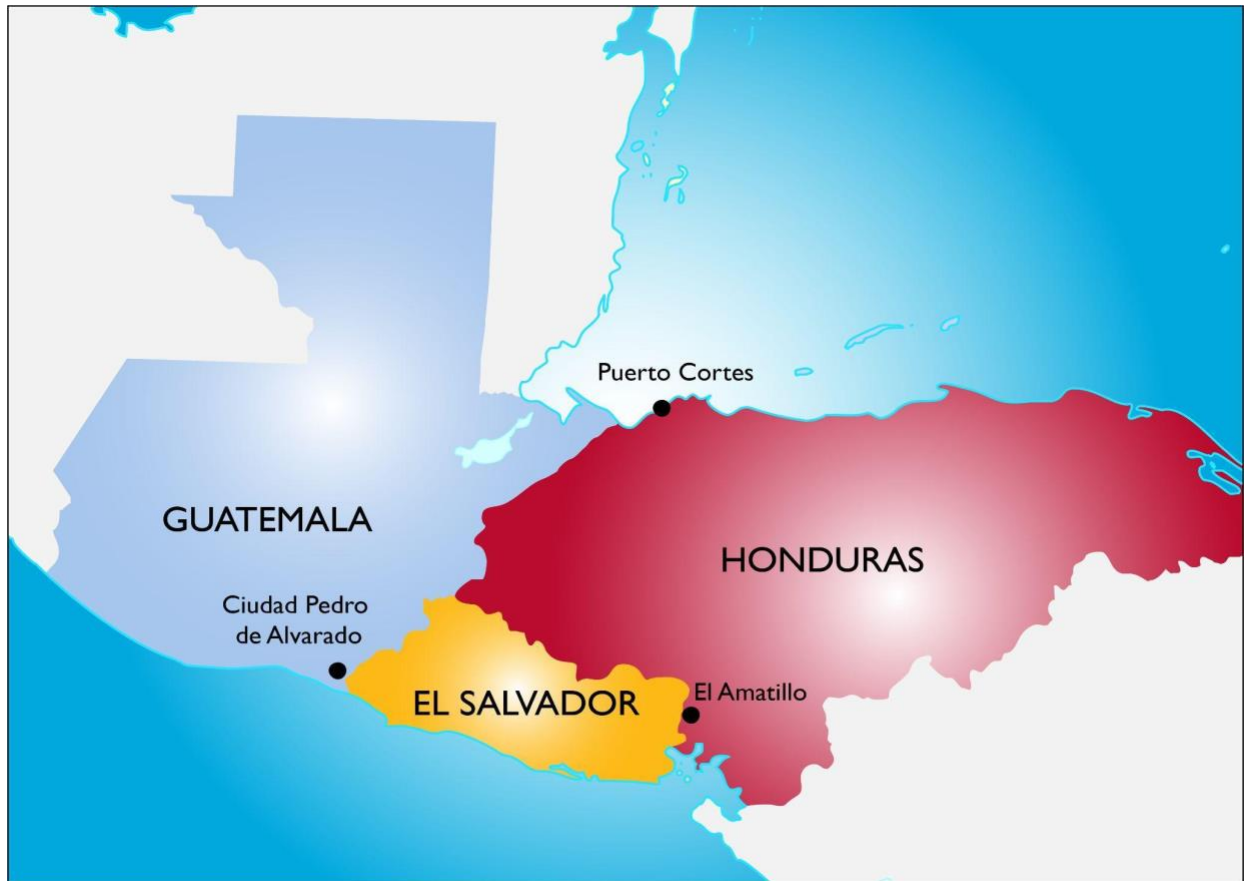 Puerto Cortes
GUATEMALA
HONDURAS
Ciudad Pedro
de Alvarado
El Amatillo
EL SALVADOR